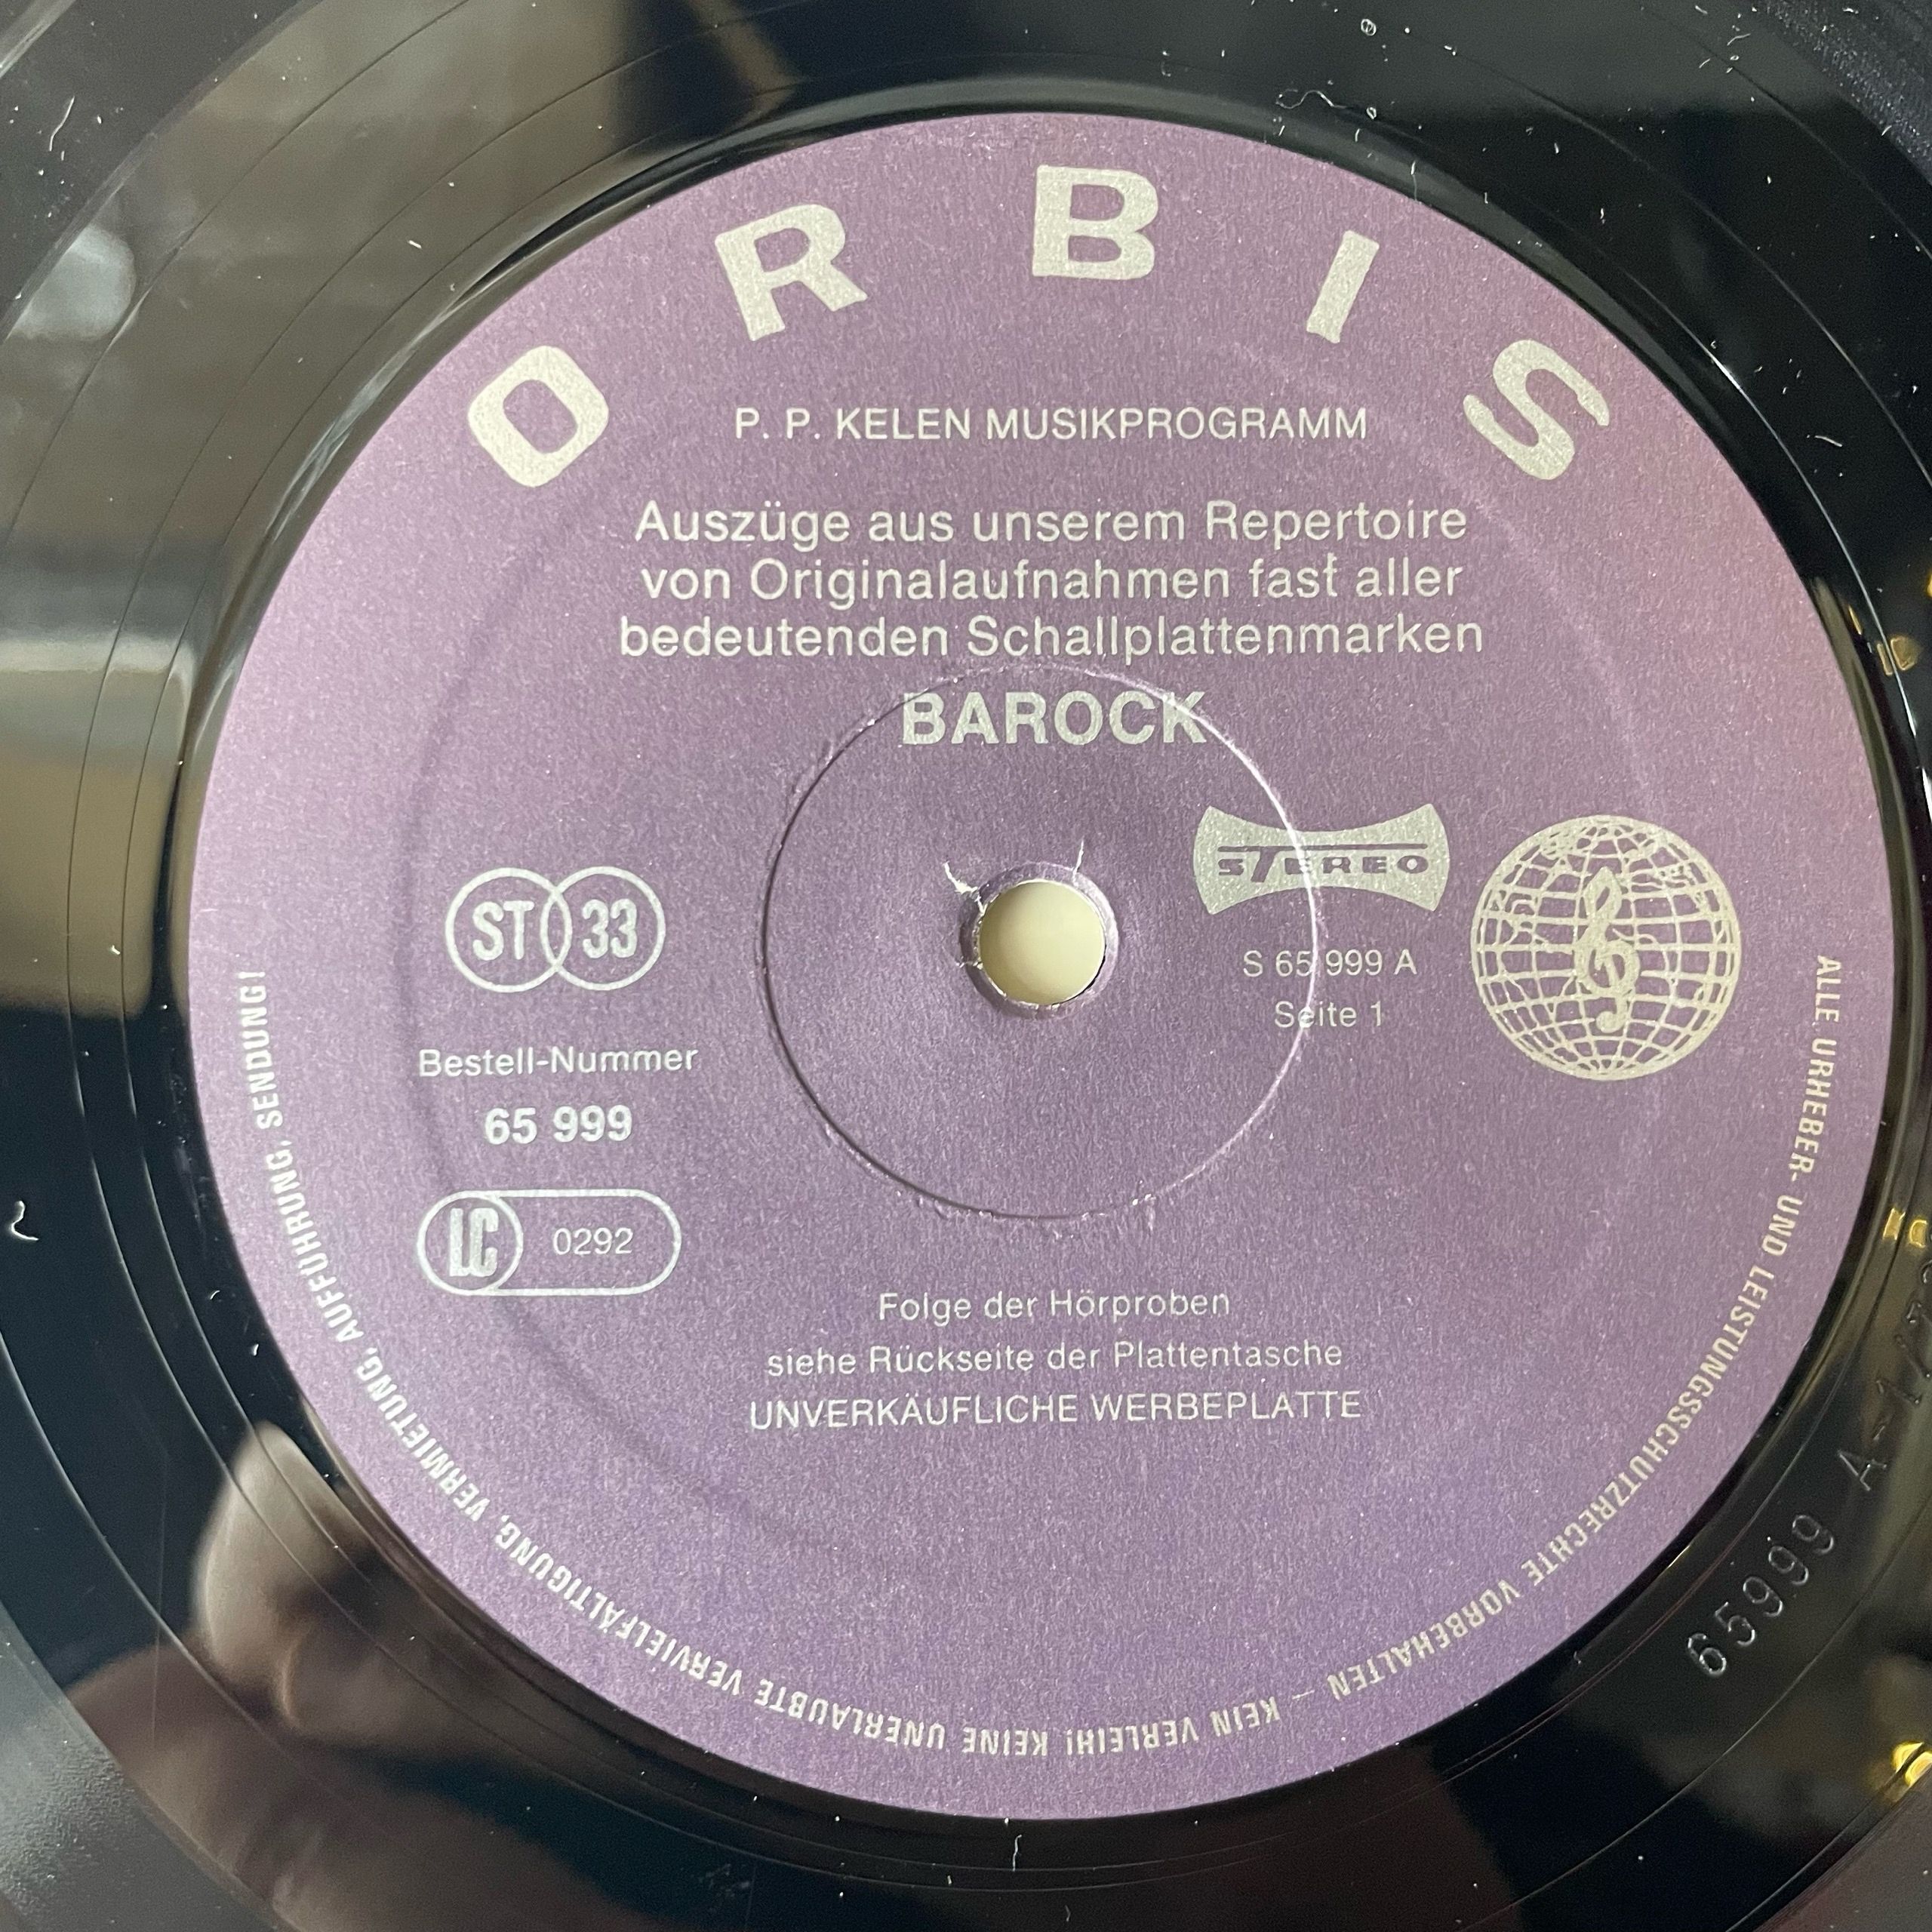 ORBIS
P. P. KELEN MUSIKPROGRAMM
Auszüge aus unserem Repertoire
von Originalaufnahmen fast aller
bedeutenden Schallplattenmarken
BAROCK
STEREO
ST 33
S 65 999 A
Seite 1
Bestell-Nummer
65 999
LC 0292
Folge der Hörproben
siehe Rückseite der Plattentasche
UNVERKÄUFLICHE WERBEPLATTE
ALLE URHEBER- UND LEISTUNGSSCHUTZRECHTE VORBEHALTEN – KEIN VERLEIH! KEINE UNERLAUBTE VERVIELFÄLTIGUNG, VERMIETUNG, AUFFÜHRUNG, SENDUNG!
65999